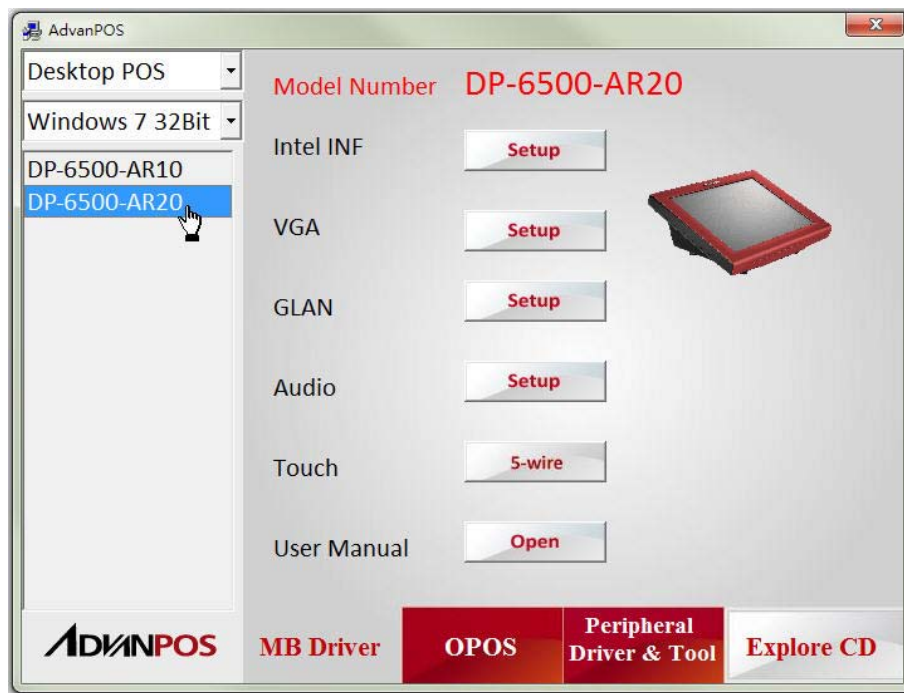 AdvanPOS
Desktop POS
Windows 7 32Bit
DP-6500-AR10
DP-6500-AR20
Model Number DP-6500-AR20
Intel INF Setup
VGA Setup
GLAN Setup
Audio Setup
Touch 5-wire
User Manual Open
ADVANPOS
MB Driver
OPOS
Peripheral
Driver & Tool
Explore CD